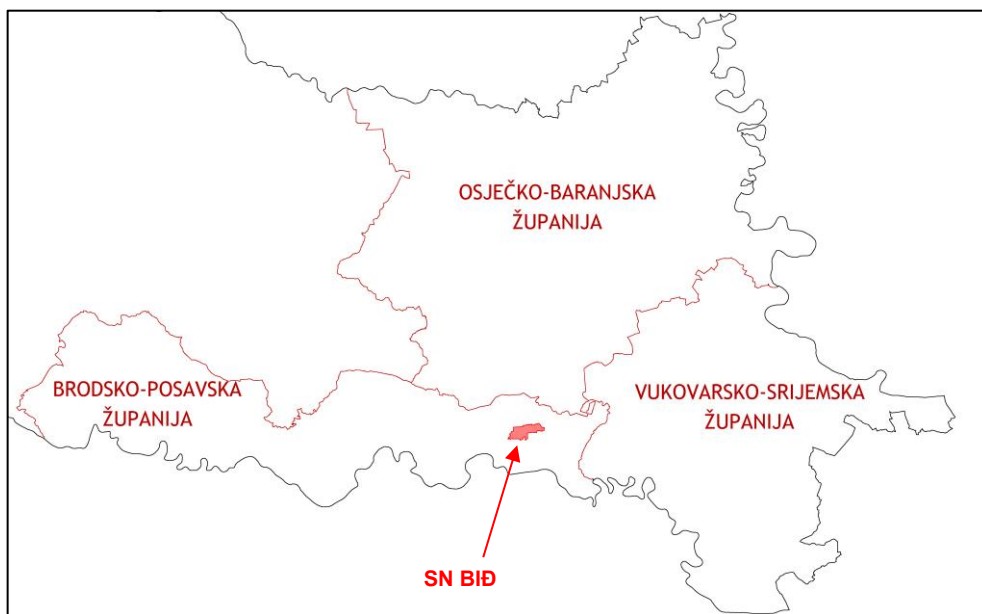 OSJEČKO-BARANJSKA
ŽUPANIJA
BRODSKO-POSAVSKA
ŽUPANIJA
VUKOVARSKO-SRIJEMSKA
ŽUPANIJA
SN BIĐ